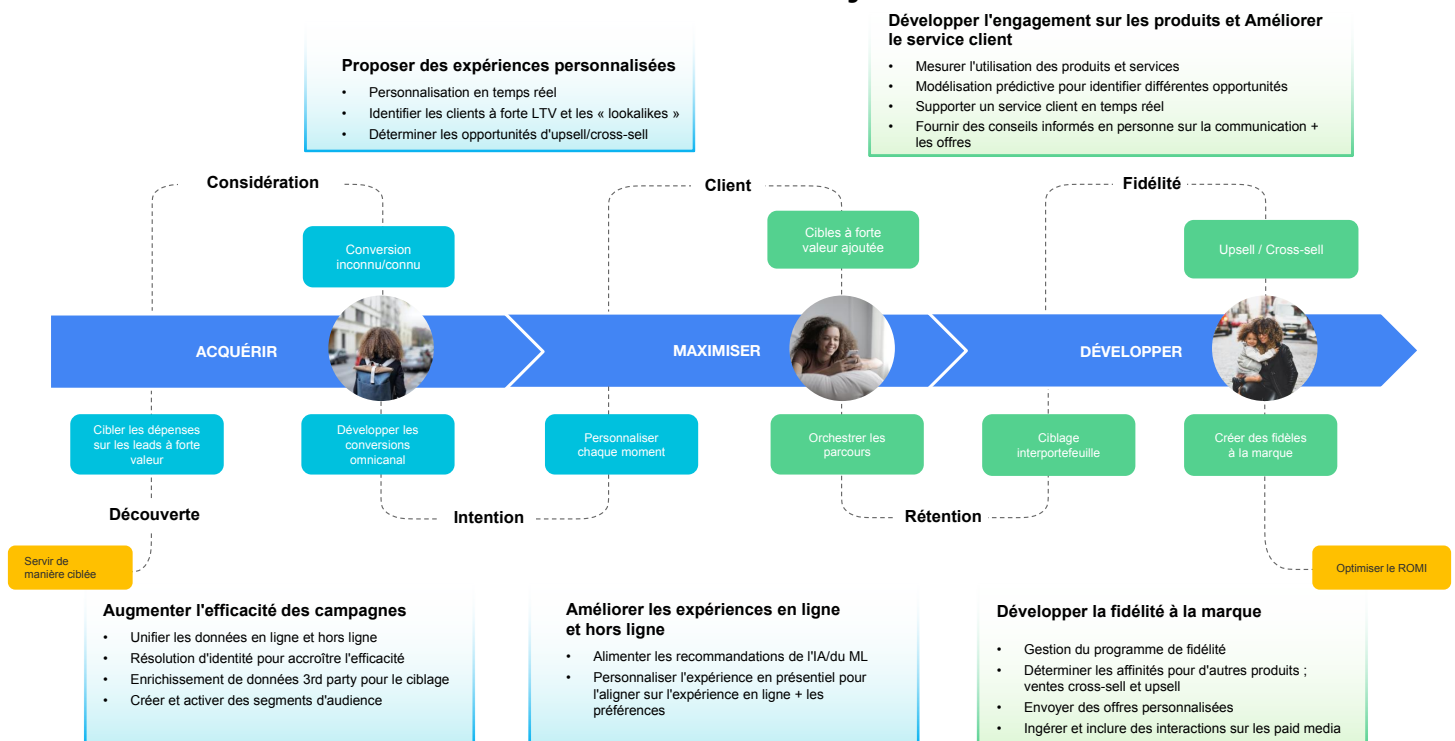 Développer l'engagement sur les produits et Améliorer
le service client
• Mesurer l'utilisation des produits et services
• Modélisation prédictive pour identifier différentes opportunités
• Supporter un service client en temps réel
• Fournir des conseils informés en personne sur la communication +
les offres
Proposer des expériences personnalisées
• Personnalisation en temps réel
• Identifier les clients à forte LTV et les « lookalikes »
• Déterminer les opportunités d'upsell/cross-sell
Considération
Client
Fidélité
Conversion
inconnu/connu
Cibles à forte
valeur ajoutée
Upsell / Cross-sell
ACQUÉRIR
MAXIMISER
DÉVELOPPER
Cibler les dépenses
sur les leads à forte
valeur
Développer les
conversions
omnicanal
Personnaliser
chaque moment
Orchestrer les
parcours
Ciblage
interportefeuille
Créer des fidèles
à la marque
Découverte
Intention
Rétention
Servir de
manière ciblée
Optimiser le ROMI
Augmenter l'efficacité des campagnes
• Unifier les données en ligne et hors ligne
• Résolution d'identité pour accroître l'efficacité
• Enrichissement de données 3rd party pour le ciblage
• Créer et activer des segments d'audience
Améliorer les expériences en ligne
et hors ligne
• Alimenter les recommandations de l'IA/du ML
• Personnaliser l'expérience en présentiel pour
l'aligner sur l'expérience en ligne + les
préférences
Développer la fidélité à la marque
• Gestion du programme de fidélité
• Déterminer les affinités pour d'autres produits ;
ventes cross-sell et upsell
• Envoyer des offres personnalisées
• Ingérer et inclure des interactions sur les paid media